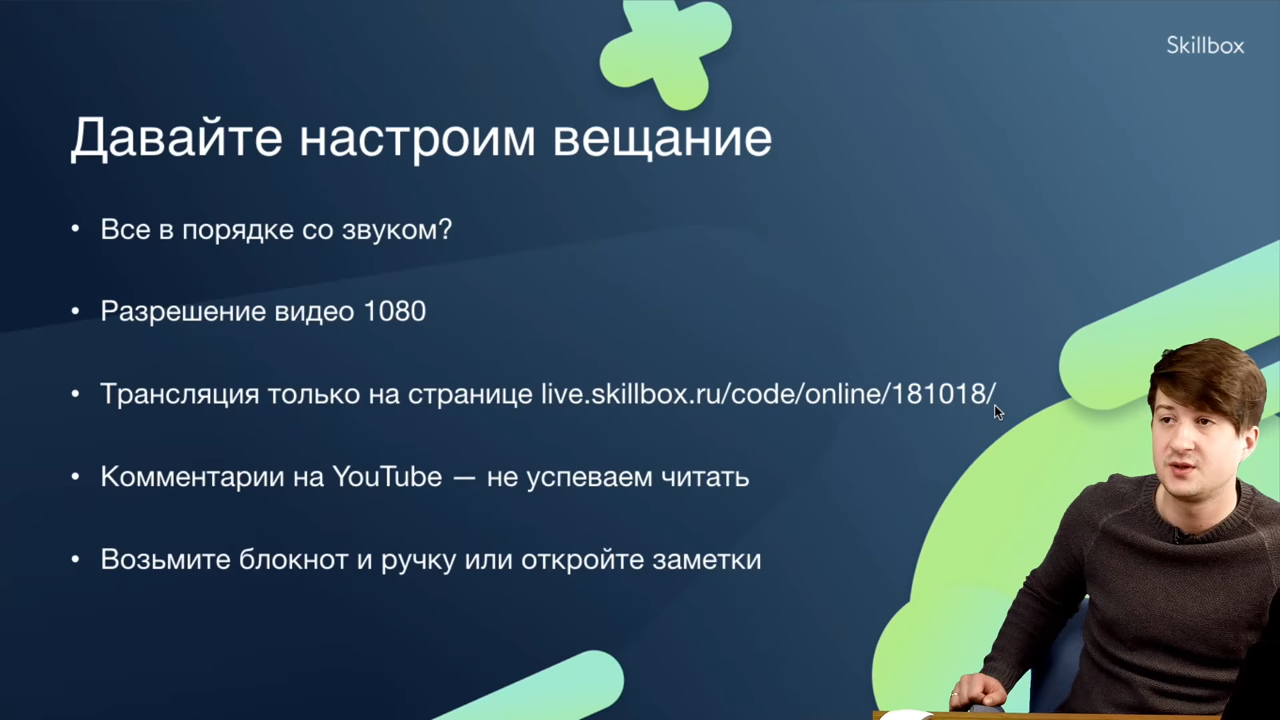 Skillbox
Давайте настроим вещание
• Все в порядке со звуком?
• Разрешение видео 1080
• Трансляция только на странице live.skillbox.ru/code/online/181018/
• Комментарии на YouTube — не успеваем читать
• Возьмите блокнот и ручку или откройте заметки